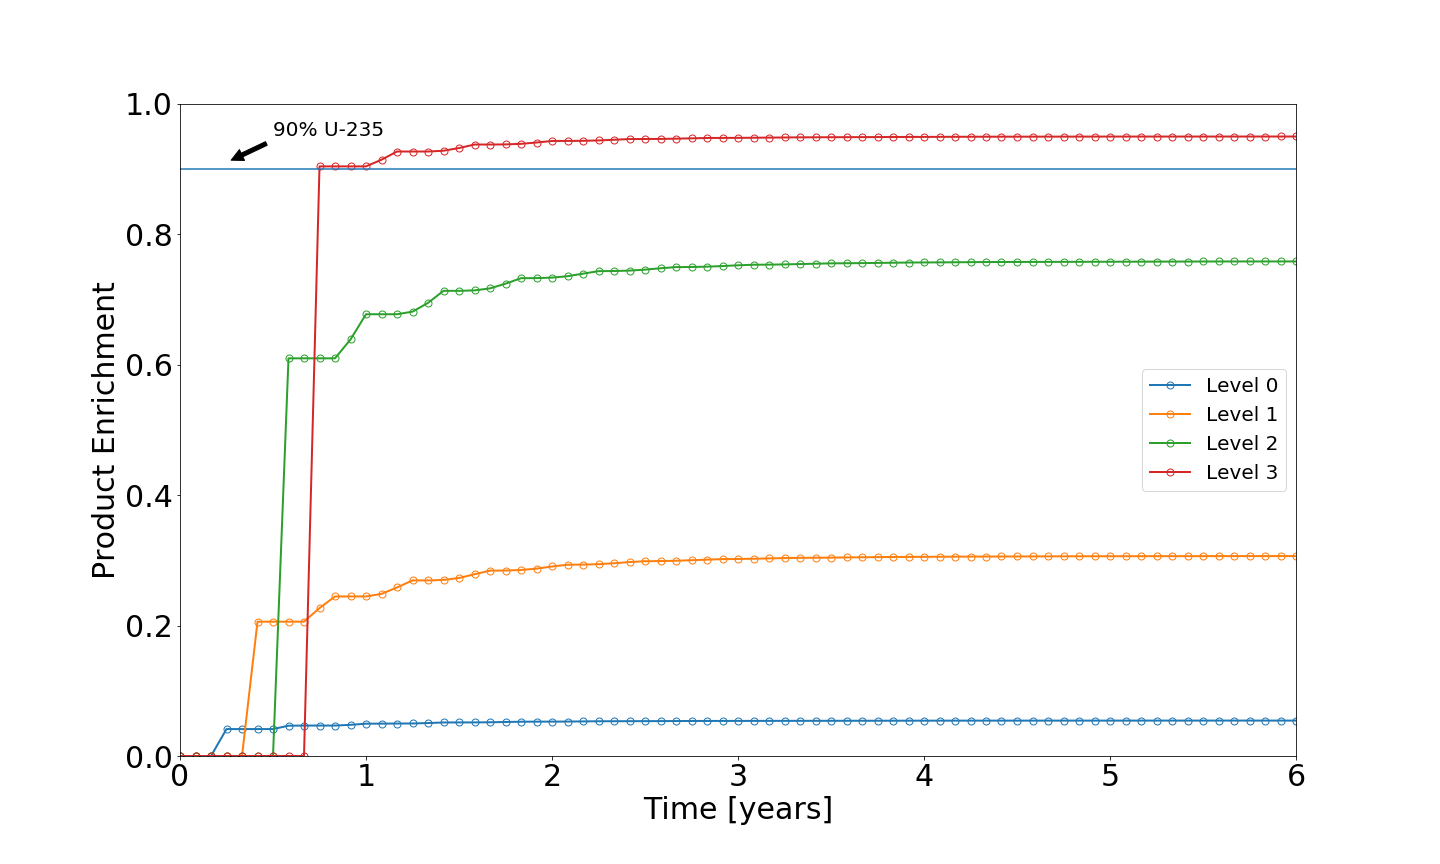 90% U-235
1.0
0.8
0.6
0.4
0.2
0.0
Product Enrichment
Level 0
Level 1
Level 2
Level 3
0 1 2 3 4 5 6
Time [years]